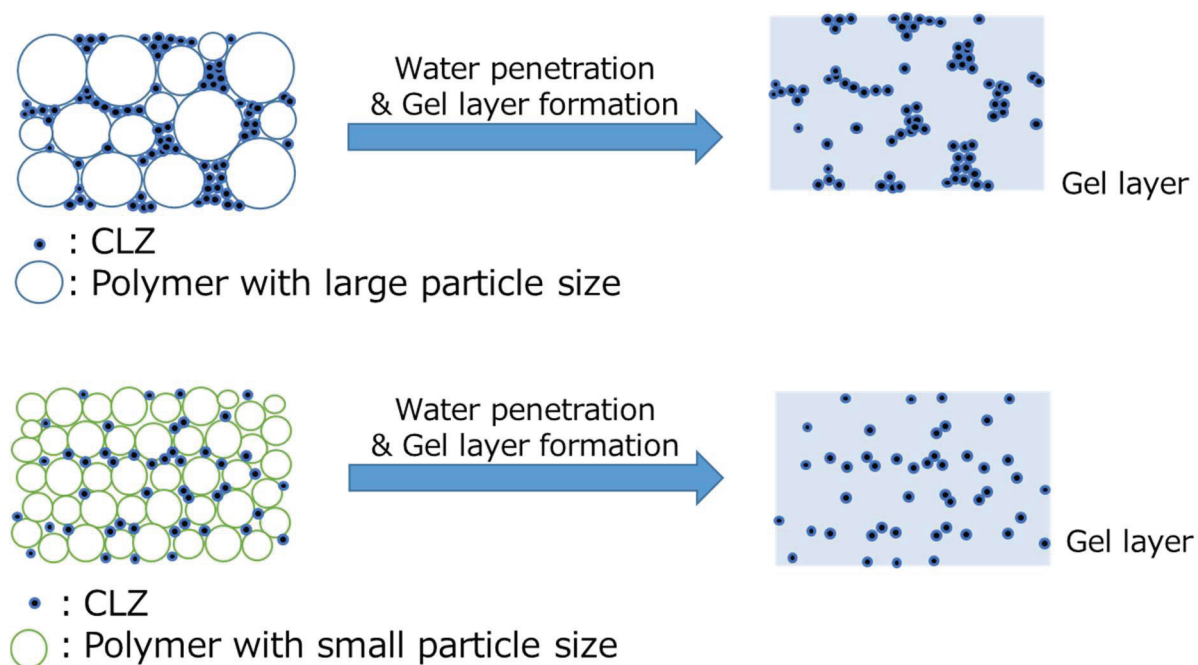 Water penetration
& Gel layer formation
Gel layer
: CLZ
: Polymer with large particle size
Water penetration
& Gel layer formation
Gel layer
: CLZ
: Polymer with small particle size